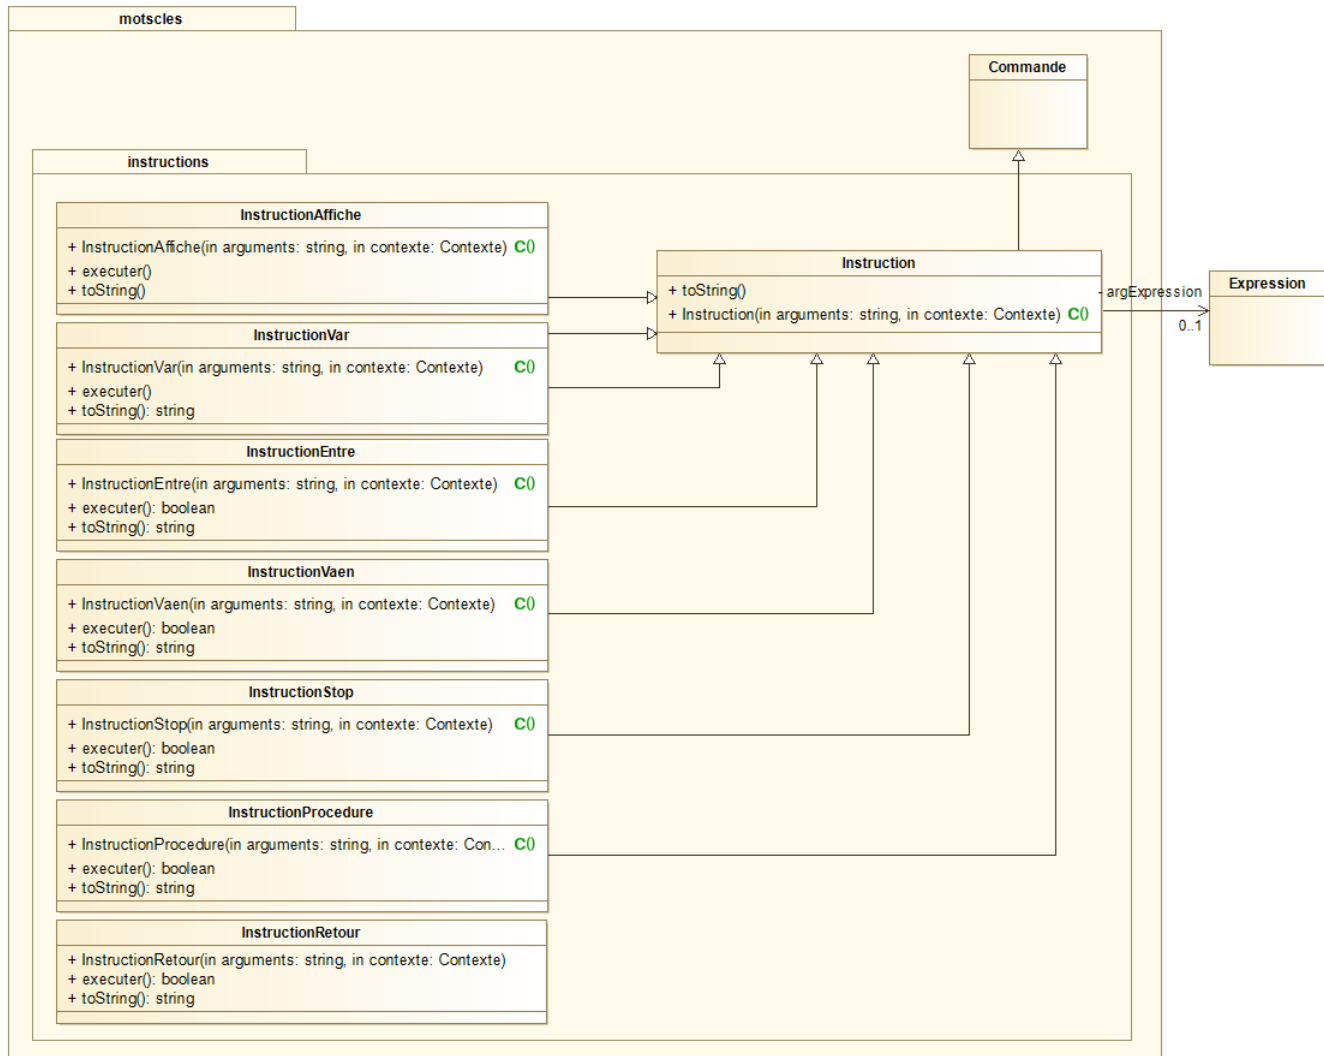 motscles
Commande
instructions
InstructionAffiche
+ InstructionAffiche(in arguments: string, in contexte: Contexte) C()
+ executer()
+ toString()
Instruction
+ toString()
+ Instruction(in arguments: string, in contexte: Contexte) C()
- argExpression
0..1
Expression
InstructionVar
+ InstructionVar(in arguments: string, in contexte: Contexte) C()
+ executer()
+ toString(): string
InstructionEntre
+ InstructionEntre(in arguments: string, in contexte: Contexte) C()
+ executer(): boolean
+ toString(): string
InstructionVaen
+ InstructionVaen(in arguments: string, in contexte: Contexte) C()
+ executer(): boolean
+ toString(): string
InstructionStop
+ InstructionStop(in arguments: string, in contexte: Contexte) C()
+ executer(): boolean
+ toString(): string
InstructionProcedure
+ InstructionProcedure(in arguments: string, in contexte: Con... C()
+ executer(): boolean
+ toString(): string
InstructionRetour
+ InstructionRetour(in arguments: string, in contexte: Contexte)
+ executer(): boolean
+ toString(): string